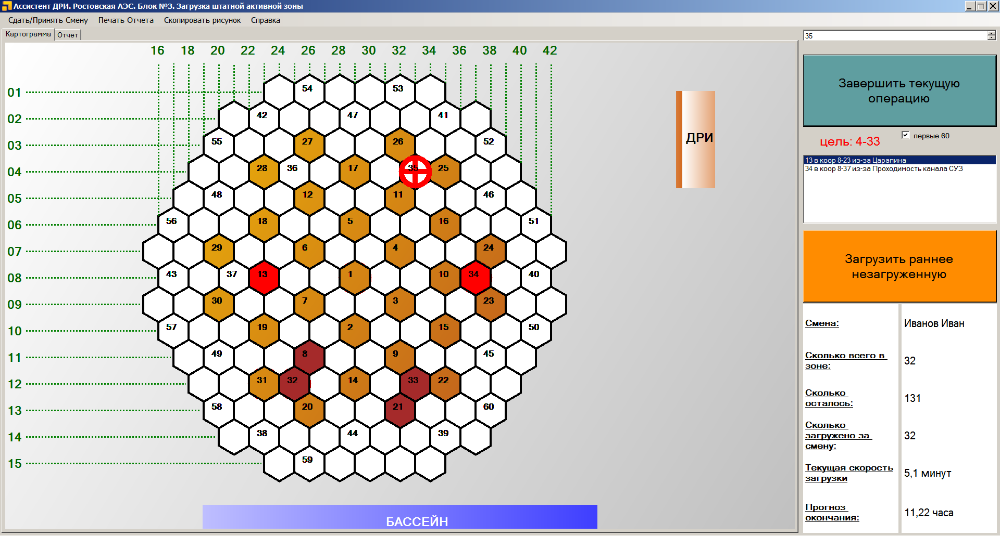 Ассистент ДРИ. Ростовская АЭС. Блок №3. Загрузка штатной активной зоны
Сдать/Принять Смену Печать Отчета Скопировать рисунок Справка
Картограмма Отчет
16 18 20 22 24 26 28 30 32 34 36 38 40 42
01 54 53
02 42 47 41
03 55 27 26 52
04 28 36 17 35 25
05 48 12 11 46
06 56 18 5 16 51
07 29 6 4 24
08 43 37 13 1 10 34 40
09 30 7 3 23
10 57 19 2 15 50
11 49 8 9 45
12 31 32 14 33 22
13 58 20 21 60
14 38 44 39
15 59
ДРИ
БАССЕЙН
35
Завершить текущую
операцию
цель: 4-33
первые 60
13 в коор 8-23 из-за Царапина
34 в коор 8-37 из-за Проходимость канала СУЗ
Загрузить раннее
незагруженную
Смена: Иванов Иван
Сколько всего в
зоне: 32
Сколько
осталось: 131
Сколько
загружено за
смену: 32
Текущая скорость
загрузки 5,1 минут
Прогноз
окончания: 11,22 часа